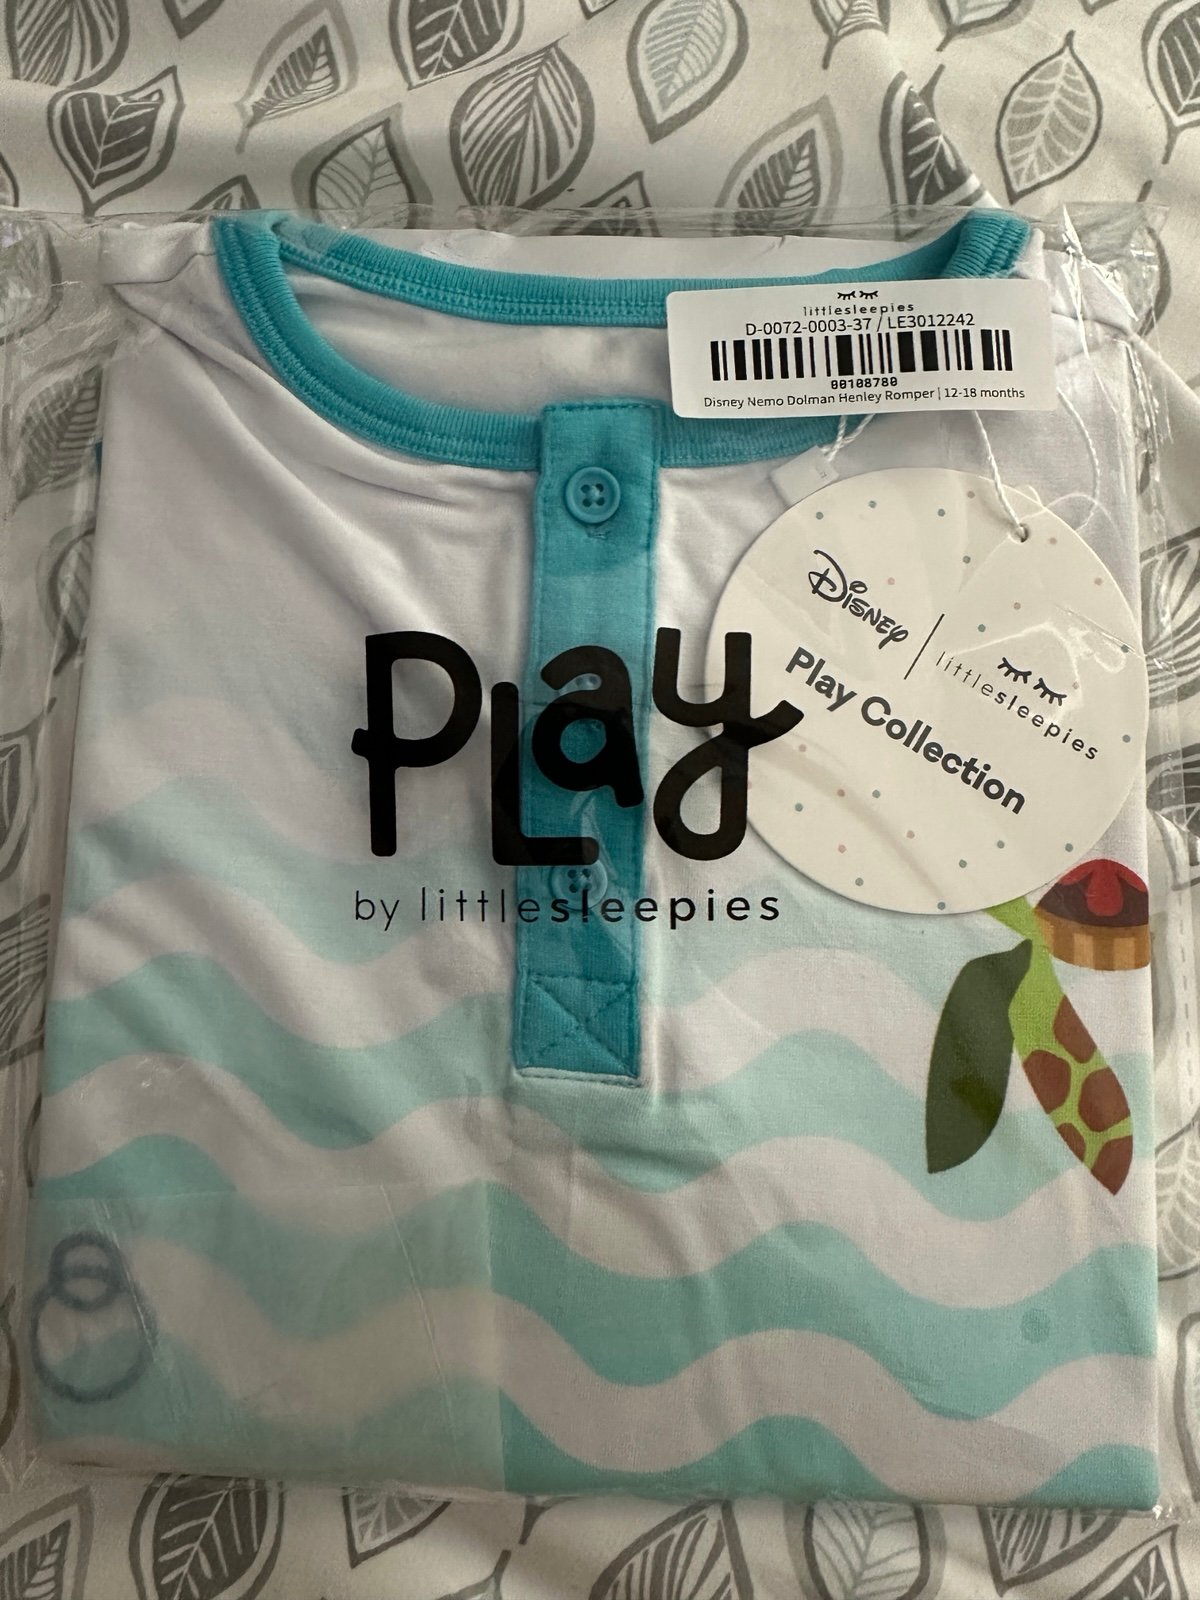 littlesleepies
D-0072-0003-37 / LE3012242
00108780
Disney Nemo Dolman Henley Romper | 12-18 months
Disney | littlesleepies
Play Collection
PLay
by littlesleepies